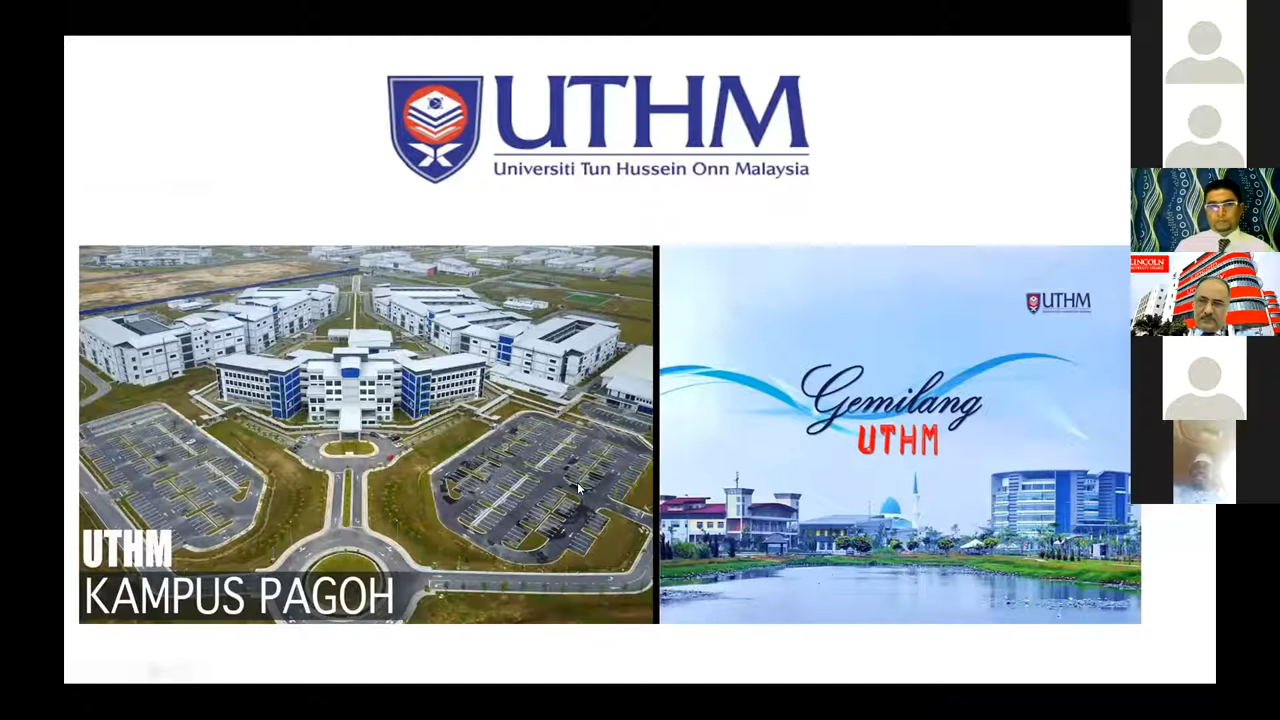 UTHM
Universiti Tun Hussein Onn Malaysia
UTHM
KAMPUS PAGOH
UTHM
Gemilang
UTHM
LINCOLN